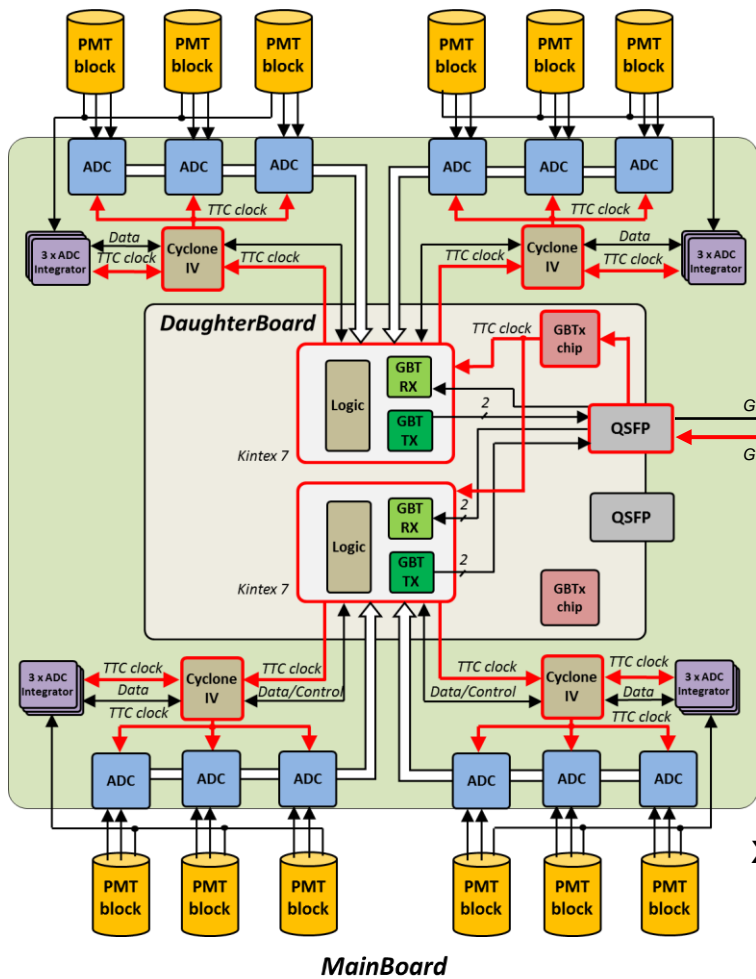 PMT
block
PMT
block
PMT
block
PMT
block
PMT
block
PMT
block
ADC
ADC
ADC
ADC
ADC
ADC
TTC clock
TTC clock
3 x ADC
Integrator
Data
TTC clock
Cyclone
IV
TTC clock
TTC clock
Cyclone
IV
Data
TTC clock
3 x ADC
Integrator
DaughterBoard
TTC clock
GBTx
chip
Logic
GBT
RX
GBT
TX
2
Kintex 7
QSFP
G
G
Logic
GBT
RX
GBT
TX
2
2
Kintex 7
QSFP
GBTx
chip
3 x ADC
Integrator
TTC clock
Data
TTC clock
Cyclone
IV
TTC clock
Data/Control
TTC clock
Data/Control
Cyclone
IV
TTC clock
Data
TTC clock
3 x ADC
Integrator
ADC
ADC
ADC
ADC
ADC
ADC
PMT
block
PMT
block
PMT
block
PMT
block
PMT
block
PMT
block
MainBoard